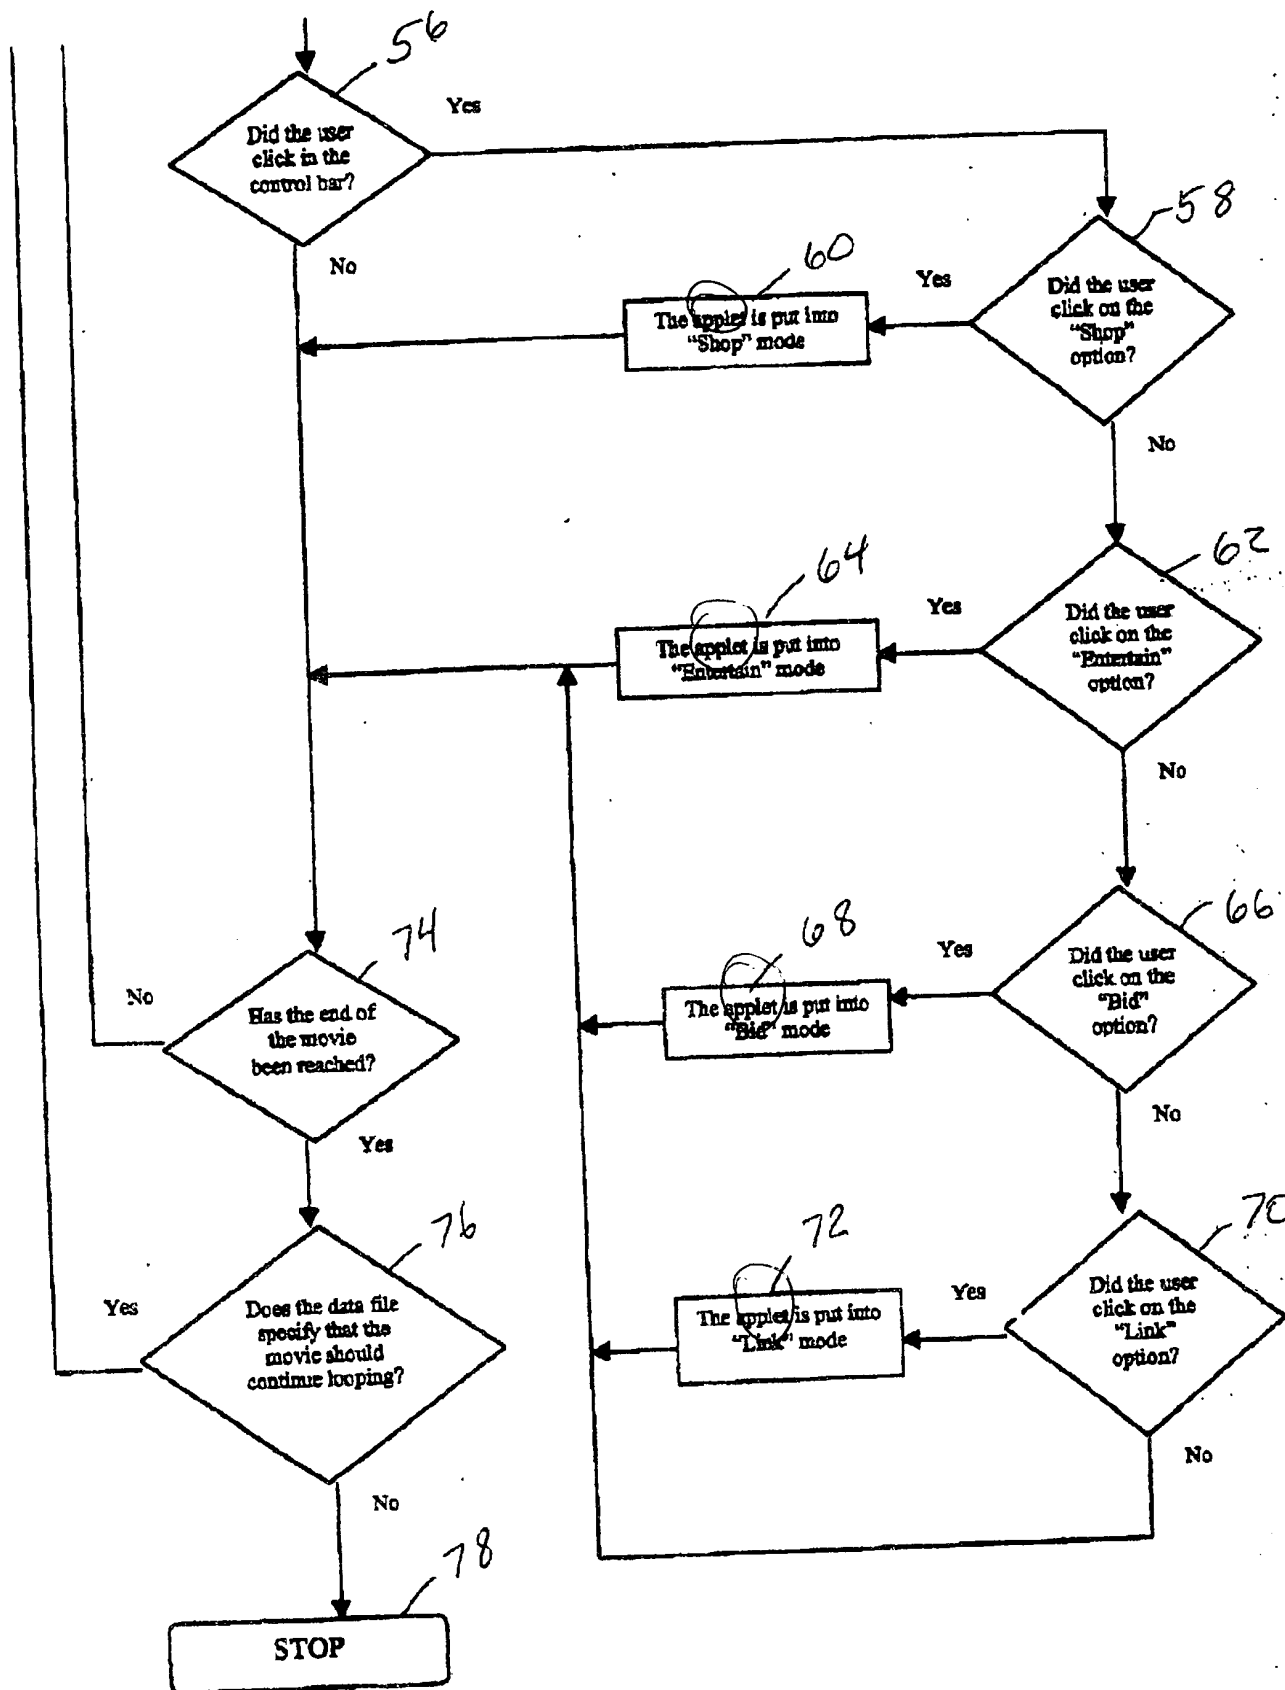 56
Yes
Did the user
click in the
control bar?
No
58
60
Yes
Did the user
click on the
"Shop"
option?
The applet is put into
"Shop" mode
No
62
64
Yes
Did the user
click on the
"Entertain"
option?
The applet is put into
"Entertain" mode
No
66
68
74
Yes
Did the user
click on the
"Bid"
option?
No
The applet is put into
"Bid" mode
Has the end of
the movie
been reached?
No
Yes
70
72
76
Yes
Did the user
click on the
"Link"
option?
Yes
The applet is put into
"Link" mode
Does the data file
specify that the
movie should
continue looping?
No
No
78
STOP